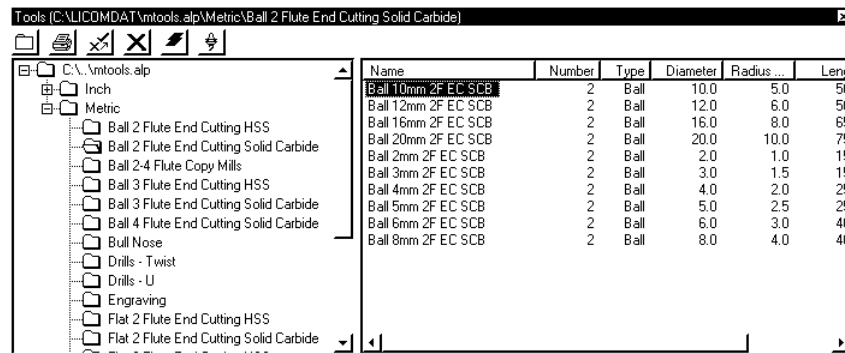 Tools (C:\LICOMDAT\mtools.alp\Metric\Ball 2 Flute End Cutting Solid Carbide)
C:\..\mtools.alp
Inch
Metric
Ball 2 Flute End Cutting HSS
Ball 2 Flute End Cutting Solid Carbide
Ball 2-4 Flute Copy Mills
Ball 3 Flute End Cutting HSS
Ball 3 Flute End Cutting Solid Carbide
Ball 4 Flute End Cutting Solid Carbide
Bull Nose
Drills - Twist
Drills - U
Engraving
Flat 2 Flute End Cutting HSS
Flat 2 Flute End Cutting Solid Carbide
Name Number Type Diameter Radius ...
Ball 10mm 2F EC SCB 2 Ball 10.0 5.0
Ball 12mm 2F EC SCB 2 Ball 12.0 6.0
Ball 16mm 2F EC SCB 2 Ball 16.0 8.0
Ball 20mm 2F EC SCB 2 Ball 20.0 10.0
Ball 2mm 2F EC SCB 2 Ball 2.0 1.0
Ball 3mm 2F EC SCB 2 Ball 3.0 1.5
Ball 4mm 2F EC SCB 2 Ball 4.0 2.0
Ball 5mm 2F EC SCB 2 Ball 5.0 2.5
Ball 6mm 2F EC SCB 2 Ball 6.0 3.0
Ball 8mm 2F EC SCB 2 Ball 8.0 4.0